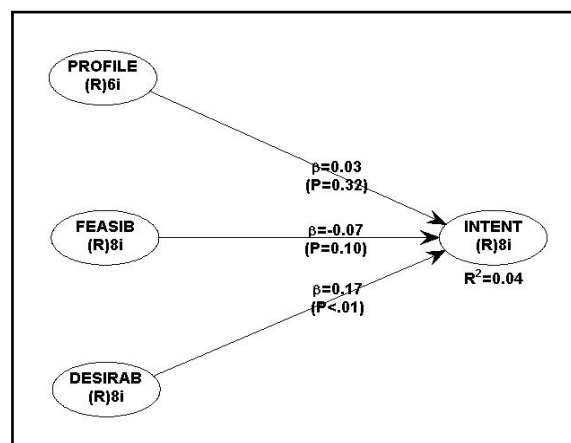 PROFILE
(R)6i
β=0.03
(P=0.32)
FEASIB
(R)8i
β=-0.07
(P=0.10)
INTENT
(R)8i
R²=0.04
β=0.17
(P<.01)
DESIRAB
(R)8i